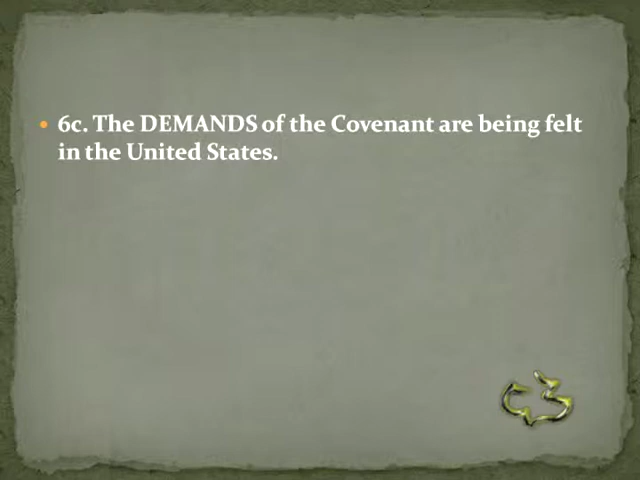 • 6c. The DEMANDS of the Covenant are being felt
in the United States.